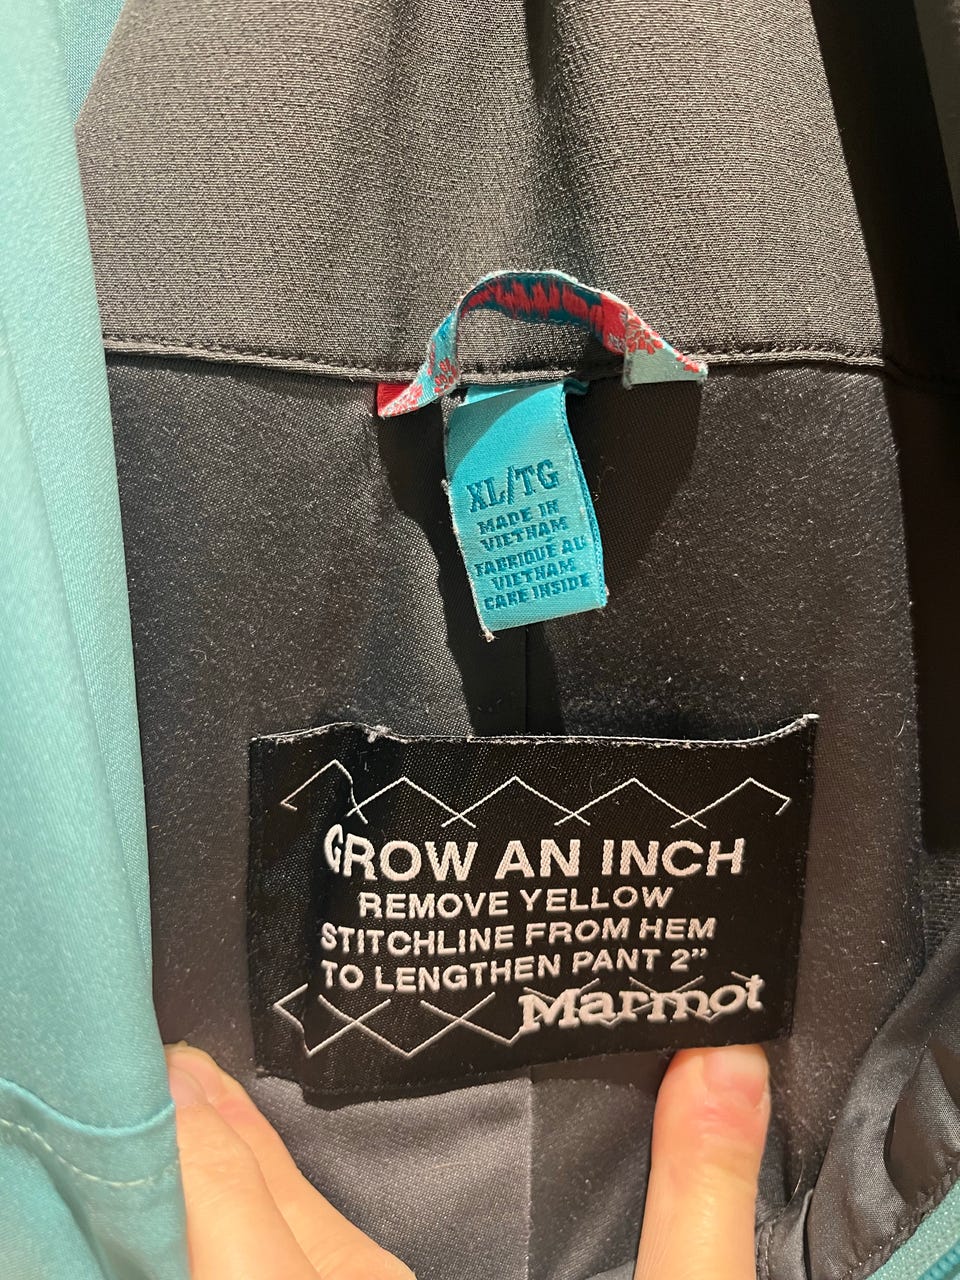 XL/TG
MADE IN
VIETNAM
FABRIQUÉ AU
VIETNAM
CARE INSIDE
GROW AN INCH
REMOVE YELLOW
STITCHLINE FROM HEM
TO LENGTHEN PANT 2”
Marmot